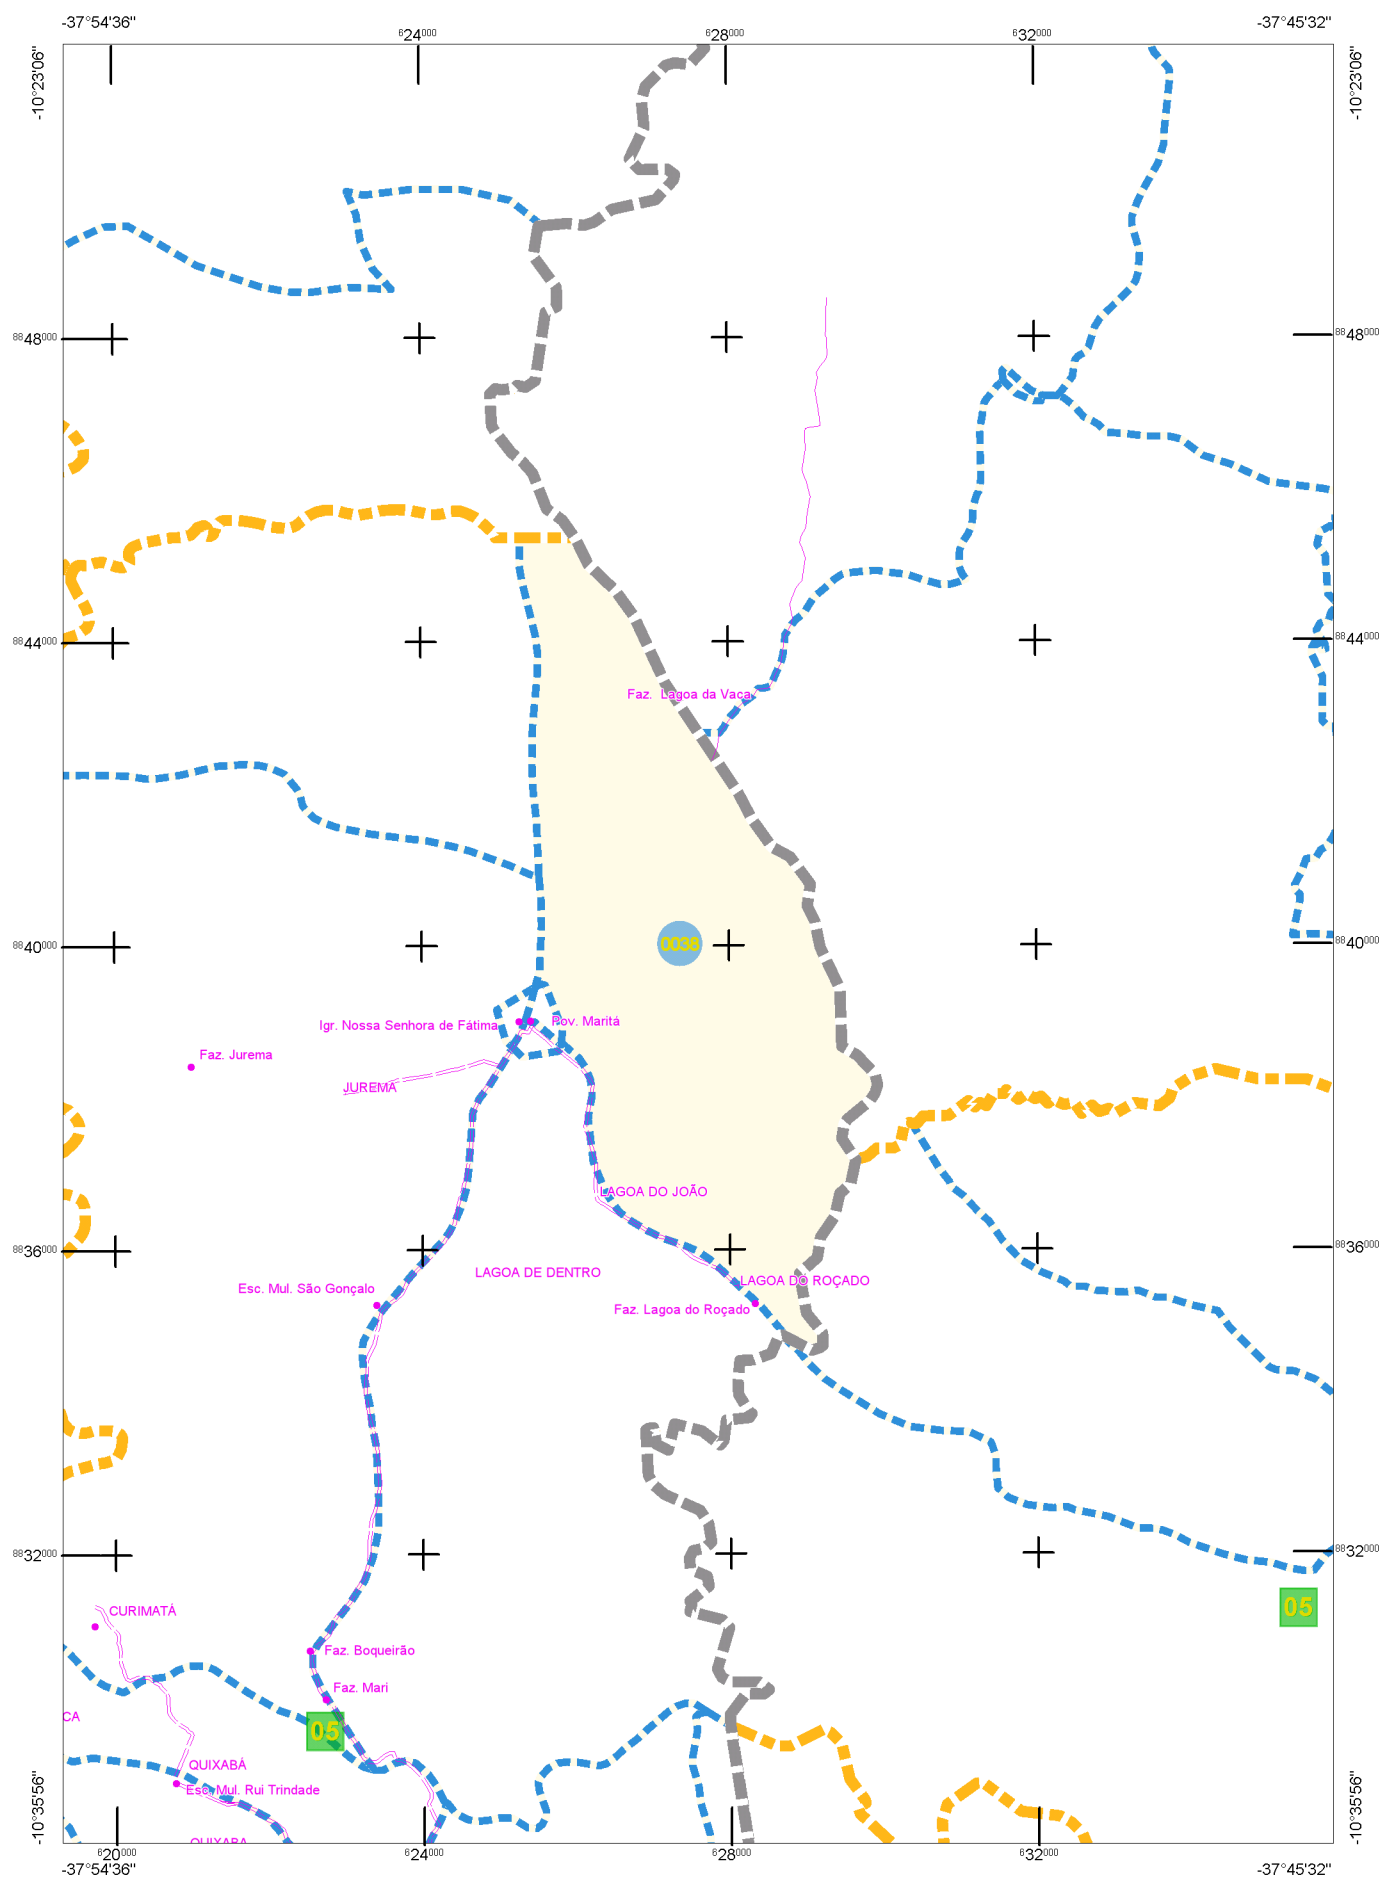 -37°54'36" -37°45'32"
624000 628000 632000
-10°23'06" -10°23'06"
8848000 8848000
8844000 8844000
Faz. Lagoa da Vaca
8840000 0038 8840000
Igr. Nossa Senhora de Fátima Pov. Maritá
Faz. Jurema
JUREMA
LAGOA DO JOÃO
8836000 8836000
LAGOA DE DENTRO
LAGOA DO ROÇADO
Esc. Mul. São Gonçalo
Faz. Lagoa do Roçado
8832000 8832000
05
CURIMATÁ
Faz. Boqueirão
Faz. Mari
CA
05
QUIXABÁ
Esc. Mul. Rui Trindade
QUIXABA
-10°35'56" -10°35'56"
620000 624000 628000 632000
-37°54'36" -37°45'32"